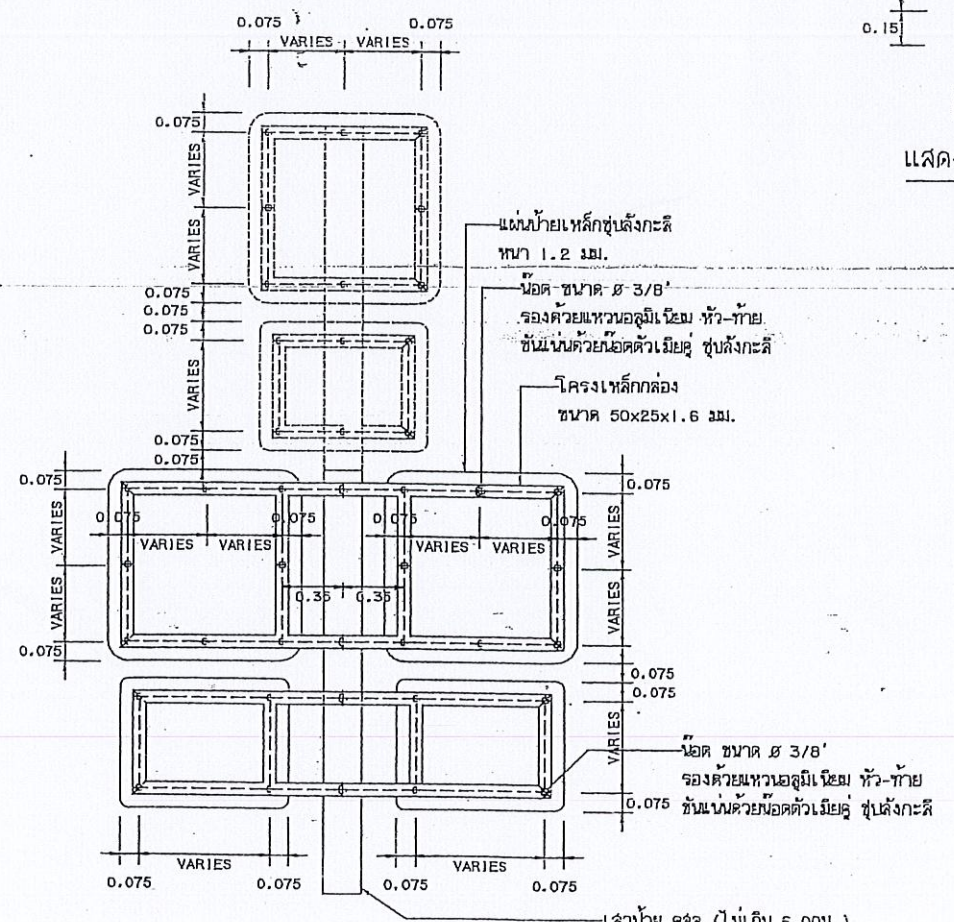 0.075 0.075
VARIES VARIES
0.15
0.075
VARIES
VARIES
แผ่นป้ายเหล็กชุบสังกะสี
หนา 1.2 มม.
น๊อต ขนาด ø 3/8'
รองด้วยแหวนอลูมิเนียม หัว-ท้าย
ขันแน่นด้วยน๊อตตัวเมียคู่ ชุบสังกะสี
0.075
0.075
0.075
VARIES
โครงเหล็กกล่อง
ขนาด 50x25x1.6 มม.
0.075
0.075
0.075 0.075
0.075 0.075 0.075 0.075
VARIES VARIES VARIES VARIES
VARIES VARIES
VARIES VARIES
0.35 0.35
0.075 0.075
0.075
VARIES
น๊อต ขนาด ø 3/8'
รองด้วยแหวนอลูมิเนียม หัว-ท้าย
ขันแน่นด้วยน๊อตตัวเมียคู่ ชุบสังกะสี
0.075
VARIES VARIES
0.075 0.075 0.075 0.075